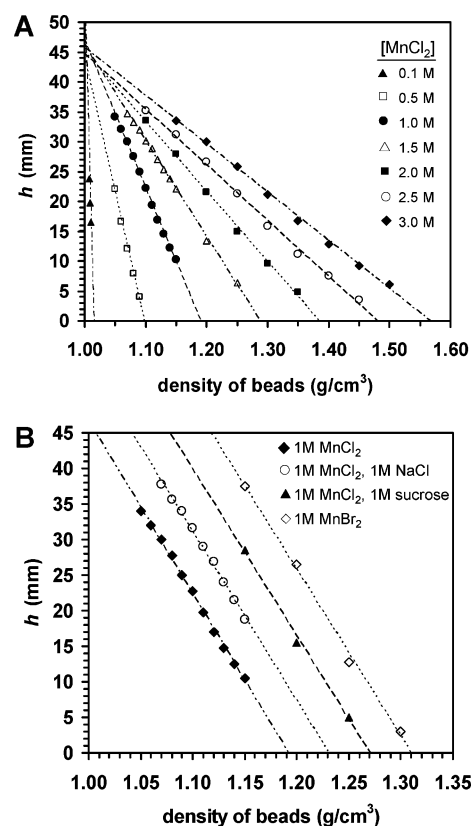 A
h (mm)
50
45
40
35
30
25
20
15
10
5
0
[MnCl₂]
0.1 M
0.5 M
1.0 M
1.5 M
2.0 M
2.5 M
3.0 M
1.00 1.10 1.20 1.30 1.40 1.50 1.60
density of beads (g/cm³)
B
h (mm)
45
40
35
30
25
20
15
10
5
0
1M MnCl₂
1M MnCl₂, 1M NaCl
1M MnCl₂, 1M sucrose
1M MnBr₂
1.00 1.05 1.10 1.15 1.20 1.25 1.30 1.35
density of beads (g/cm³)